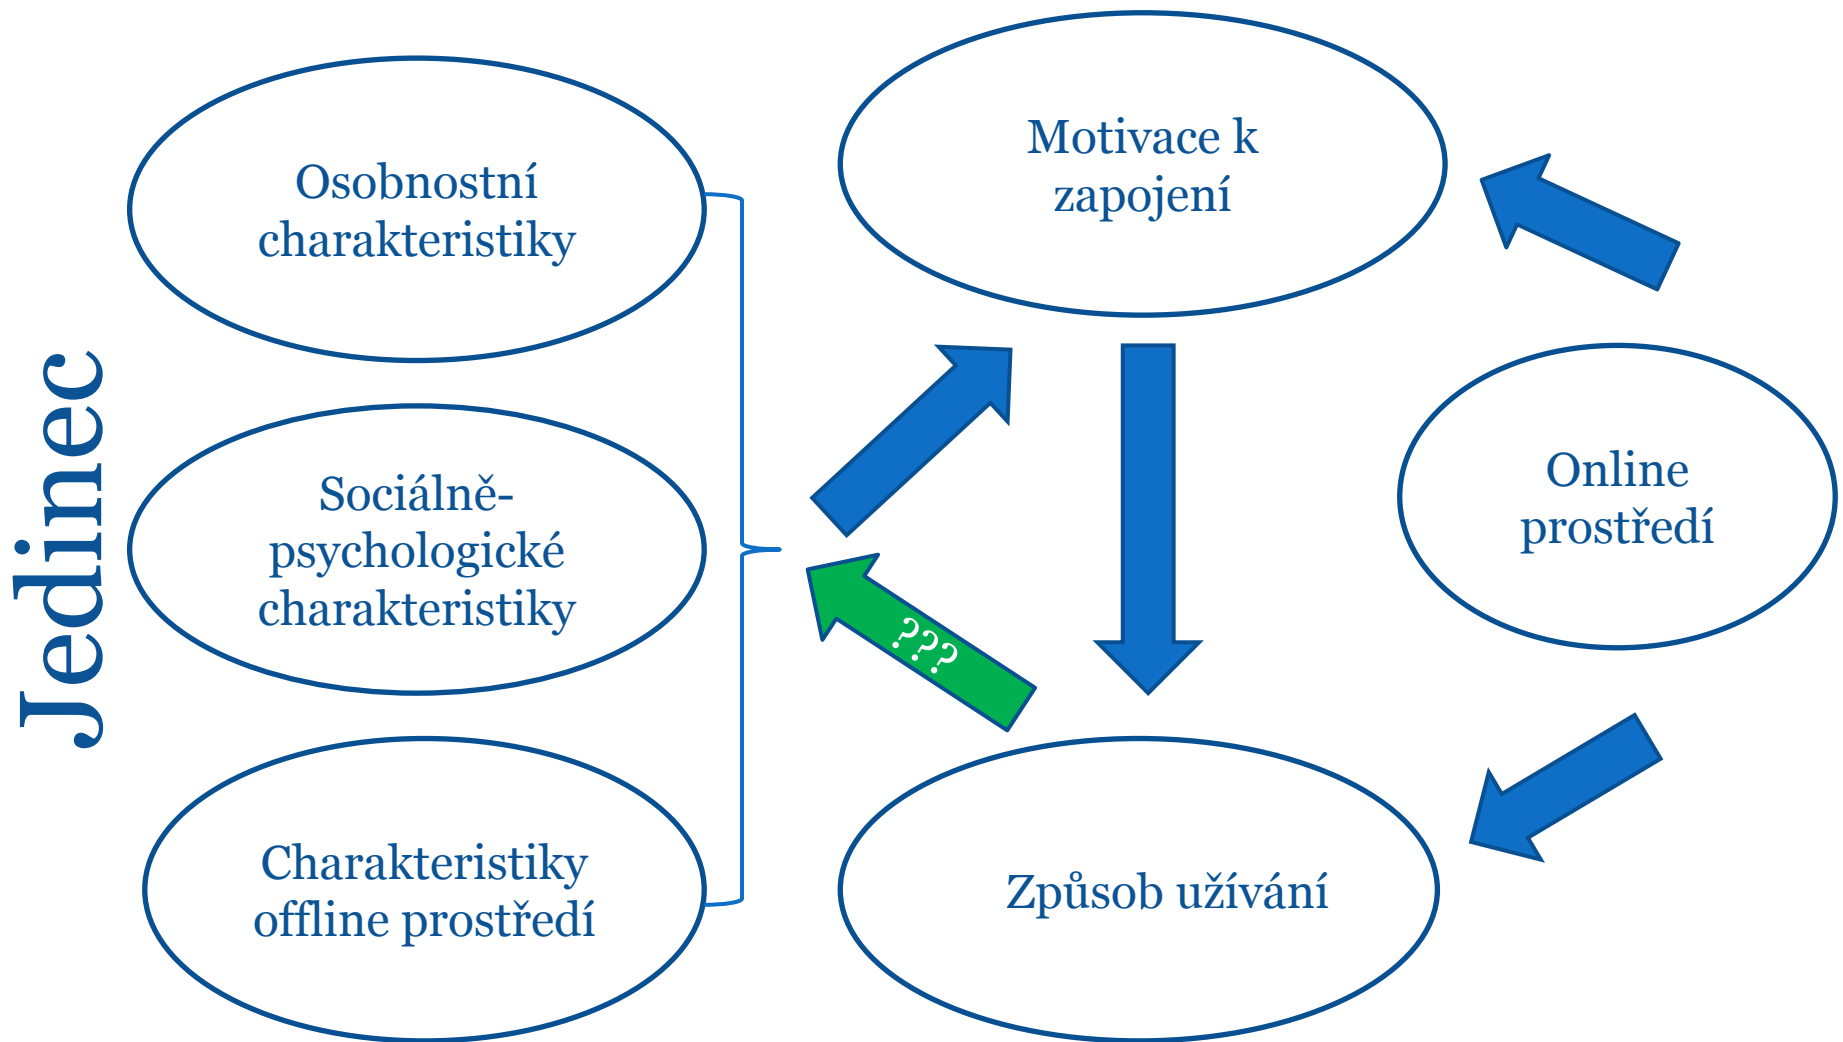 Jedinec
Osobnostní
charakteristiky
Sociálně-
psychologické
charakteristiky
Charakteristiky
offline prostředí
Motivace k
zapojení
???
Způsob užívání
Online
prostředí